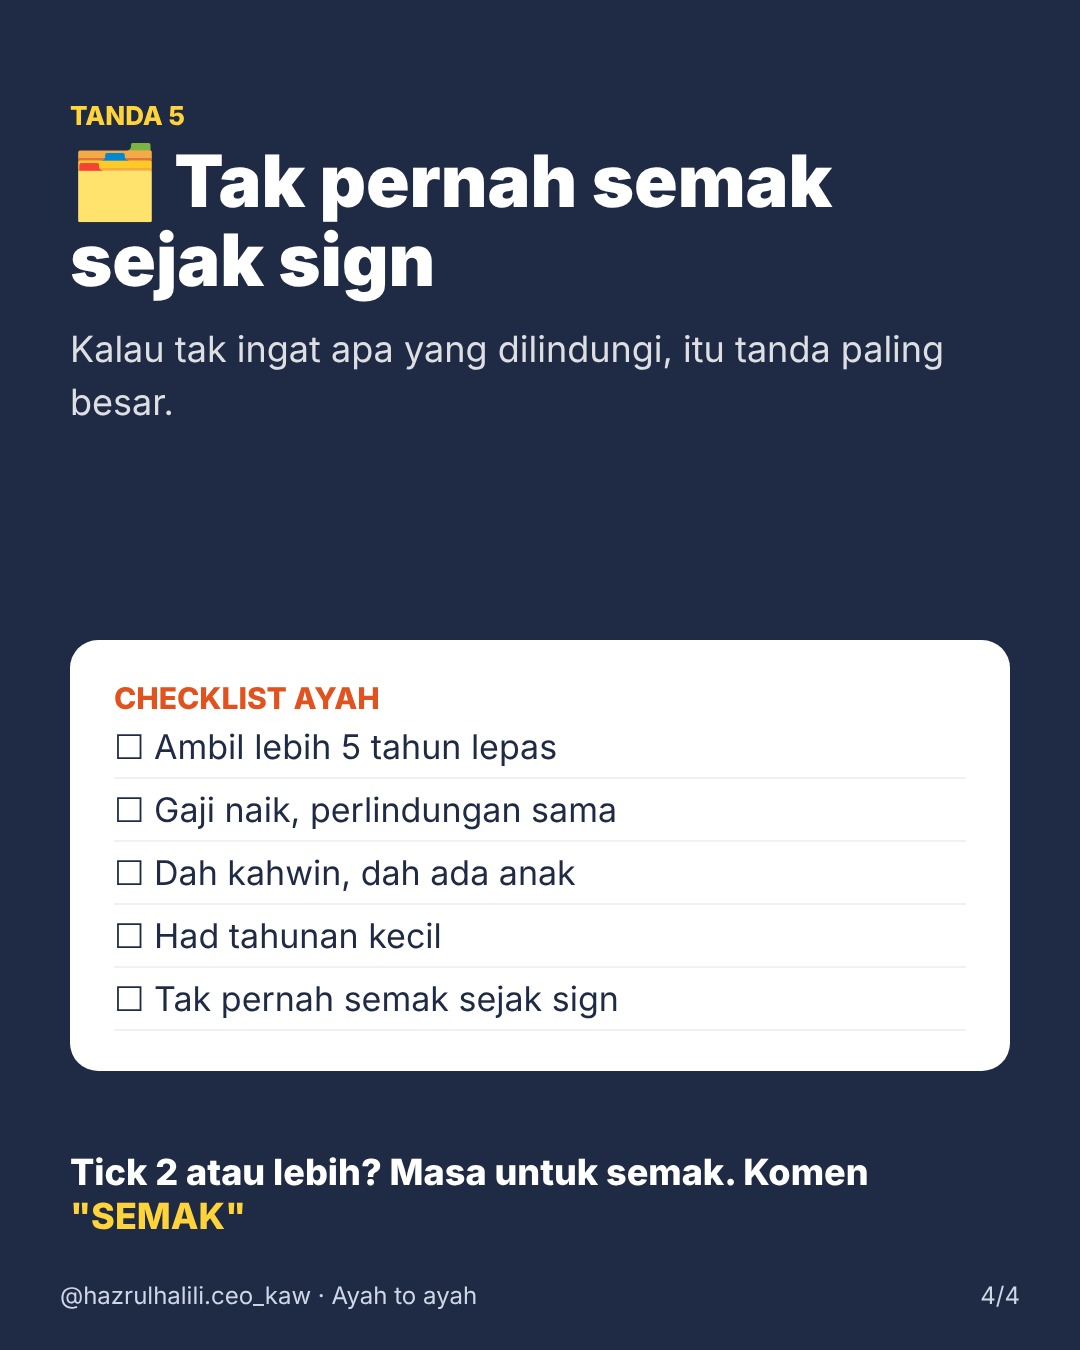 TANDA 5
🗂️ Tak pernah semak
sejak sign
Kalau tak ingat apa yang dilindungi, itu tanda paling
besar.
CHECKLIST AYAH
☐ Ambil lebih 5 tahun lepas
☐ Gaji naik, perlindungan sama
☐ Dah kahwin, dah ada anak
☐ Had tahunan kecil
☐ Tak pernah semak sejak sign
Tick 2 atau lebih? Masa untuk semak. Komen
"SEMAK"
@hazrulhalili.ceo_kaw · Ayah to ayah
4/4